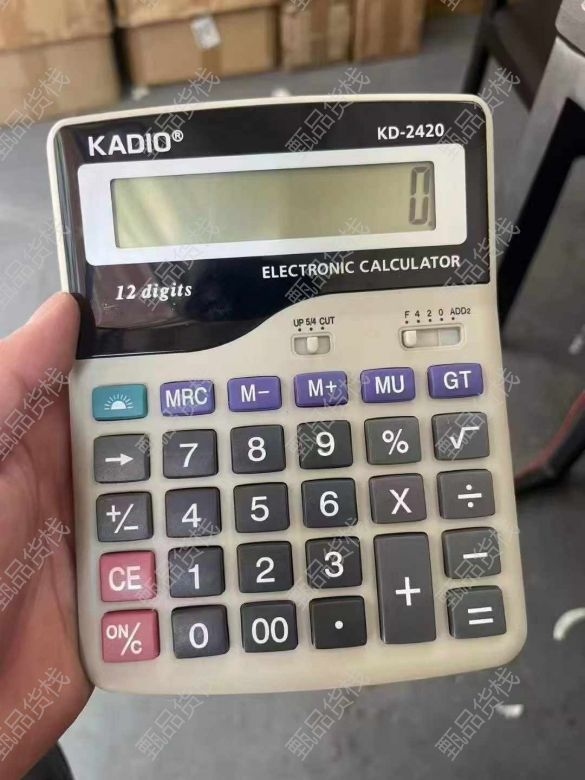 KADIO®
KD-2420
0
ELECTRONIC CALCULATOR
12 digits
UP 5/4 CUT
F 4 2 0 ADD2
MRC M- M+ MU GT
→ 7 8 9 % √
+/- 4 5 6 X ÷
CE 1 2 3 + -
ON/C 0 00 . =
甄品货栈